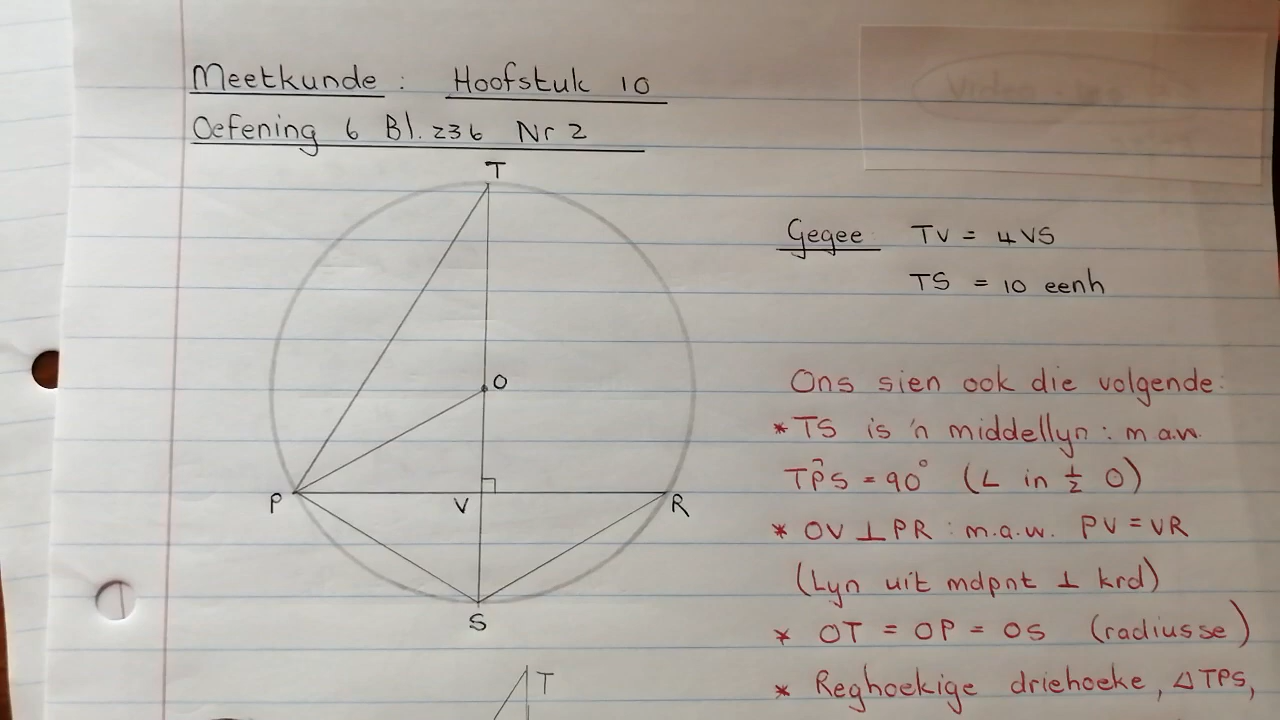 Meetkunde : Hoofstuk 10
Oefening 6 Bl. 236 Nr 2
T
O
P
V
R
S
T
Gegee TV = 4VS
TS = 10 eenh
Ons sien ook die volgende:
* TS is 'n middellyn : m.a.w.
TP̂S = 90° (L in ½ O)
* OV ⊥ PR : m.a.w. PV = VR
(Lyn uit mdpnt ⊥ krd)
* OT = OP = OS (radiusse)
* Reghoekige driehoeke, △TPS,